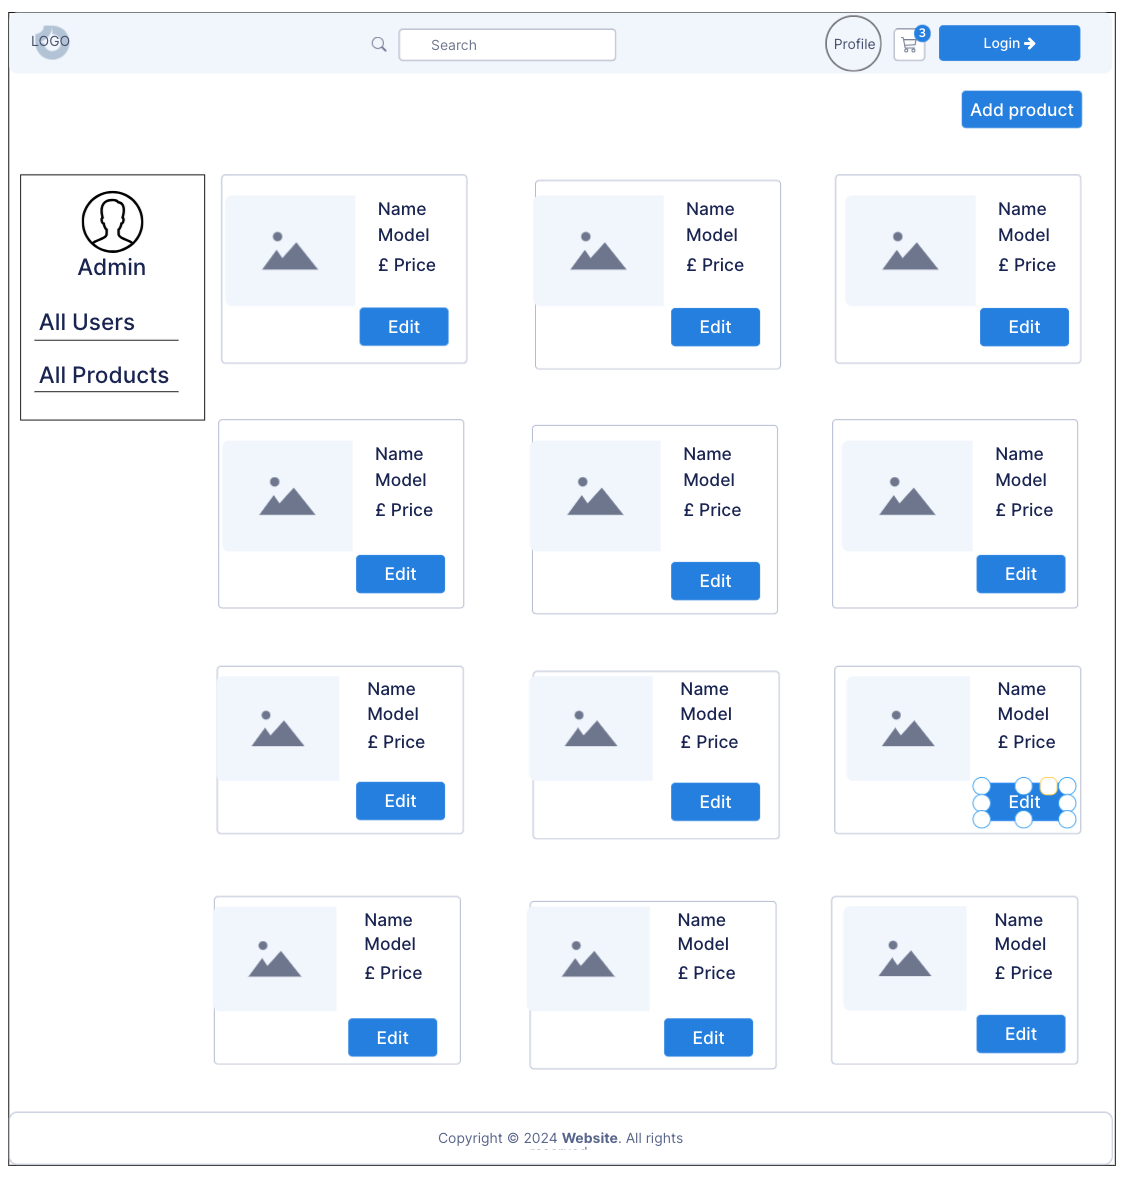 LOGO
Search
Profile
3
Login
Add product
Admin
All Users
All Products
Name
Model
£ Price
Edit
Name
Model
£ Price
Edit
Name
Model
£ Price
Edit
Name
Model
£ Price
Edit
Name
Model
£ Price
Edit
Name
Model
£ Price
Edit
Name
Model
£ Price
Edit
Name
Model
£ Price
Edit
Name
Model
£ Price
Edit
Name
Model
£ Price
Edit
Name
Model
£ Price
Edit
Name
Model
£ Price
Edit
Copyright © 2024 Website. All rights